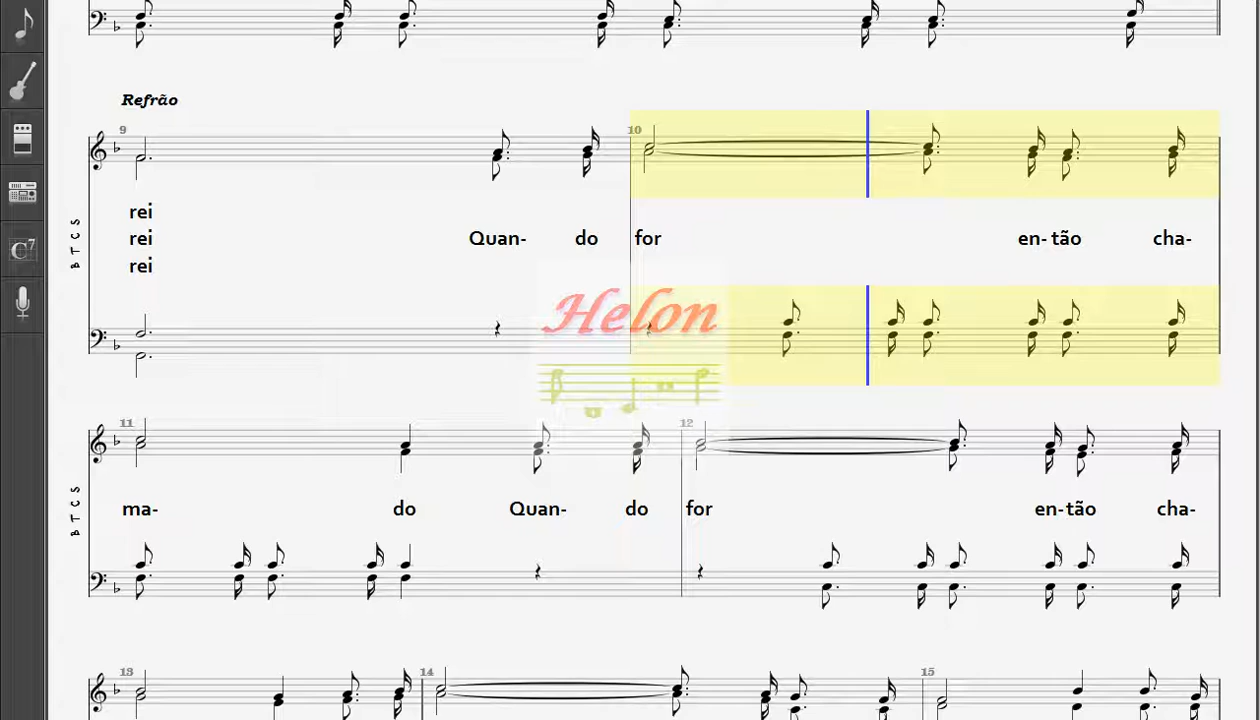 Refrão
9
10
rei
rei Quan- do for en- tão cha-
rei
B T C S
C7
Helon
11
12
ma- do Quan- do for en- tão cha-
B T C S
13
14
15